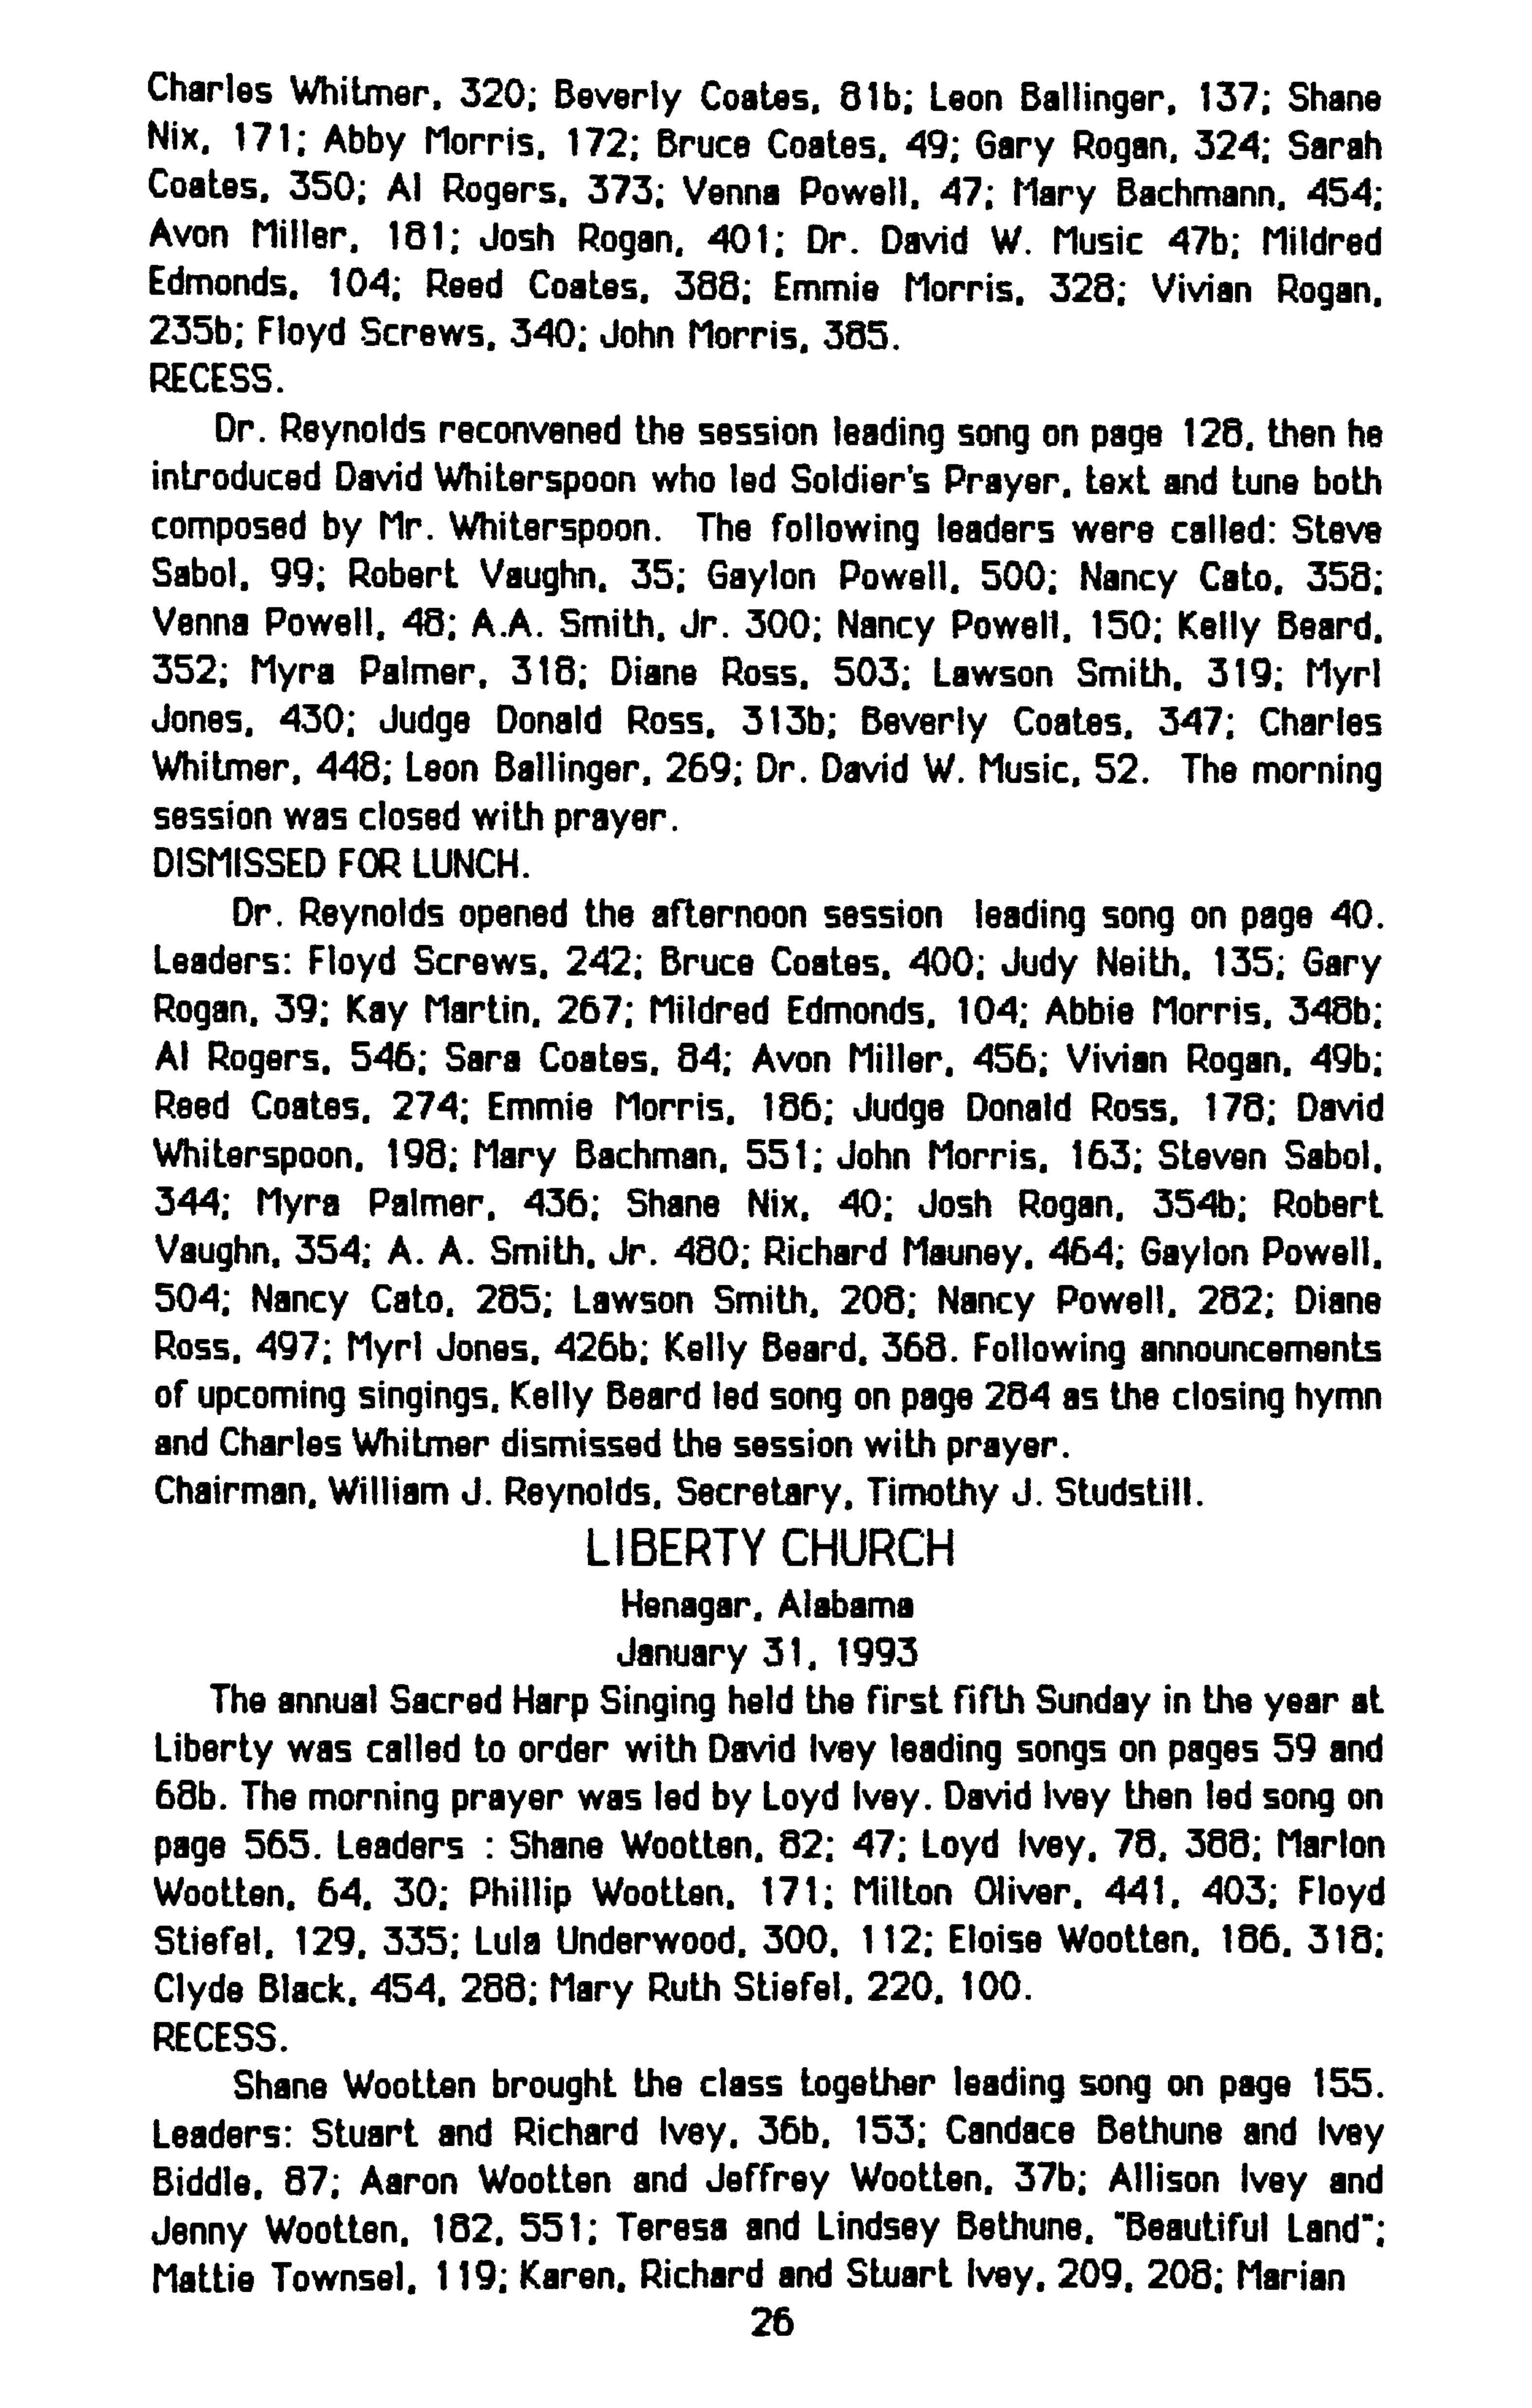 Charles Whitmer, 320; Beverly Coates, 81b; Leon Ballinger, 137; Shane
Nix, 171; Abby Morris, 172; Bruce Coates, 49; Gary Rogan, 324; Sarah
Coates, 350; Al Rogers, 373; Venna Powell, 47; Mary Bachmann, 454;
Avon Miller, 181; Josh Rogan, 401; Dr. David W. Music 47b; Mildred
Edmonds, 104; Reed Coates, 388; Emmie Morris, 328; Vivian Rogan,
235b; Floyd Screws, 340; John Morris, 385.
RECESS.
Dr. Reynolds reconvened the session leading song on page 128, then he
introduced David Whiterspoon who led Soldier's Prayer, text and tune both
composed by Mr. Whiterspoon. The following leaders were called: Steve
Sabol, 99; Robert Vaughn, 35; Gaylon Powell, 500; Nancy Cato, 358;
Venna Powell, 48; A.A. Smith, Jr. 300; Nancy Powell, 150; Kelly Beard,
352; Myra Palmer, 318; Diane Ross, 503; Lawson Smith, 319; Myrl
Jones, 430; Judge Donald Ross, 313b; Beverly Coates, 347; Charles
Whitmer, 448; Leon Ballinger, 269; Dr. David W. Music, 52. The morning
session was closed with prayer.
DISMISSED FOR LUNCH.
Dr. Reynolds opened the afternoon session leading song on page 40.
Leaders: Floyd Screws, 242; Bruce Coates, 400; Judy Neith, 135; Gary
Rogan, 39; Kay Martin, 267; Mildred Edmonds, 104; Abbie Morris, 348b;
Al Rogers, 546; Sara Coates, 84; Avon Miller, 456; Vivian Rogan, 49b;
Reed Coates, 274; Emmie Morris, 186; Judge Donald Ross, 178; David
Whiterspoon, 198; Mary Bachman, 551; John Morris, 163; Steven Sabol,
344; Myra Palmer, 436; Shane Nix, 40; Josh Rogan, 354b; Robert
Vaughn, 354; A. A. Smith, Jr. 480; Richard Mauney, 464; Gaylon Powell,
504; Nancy Cato, 285; Lawson Smith, 208; Nancy Powell, 282; Diane
Ross, 497; Myrl Jones, 426b; Kelly Beard, 368. Following announcements
of upcoming singings, Kelly Beard led song on page 284 as the closing hymn
and Charles Whitmer dismissed the session with prayer.
Chairman, William J. Reynolds, Secretary, Timothy J. Studstill.
LIBERTY CHURCH
Henagar, Alabama
January 31, 1993
The annual Sacred Harp Singing held the first fifth Sunday in the year at
Liberty was called to order with David Ivey leading songs on pages 59 and
68b. The morning prayer was led by Loyd Ivey. David Ivey then led song on
page 565. Leaders : Shane Wootten, 82; 47; Loyd Ivey, 78, 388; Marlon
Wootten, 64, 30; Phillip Wootten, 171; Milton Oliver, 441, 403; Floyd
Stiefel, 129, 335; Lula Underwood, 300, 112; Eloise Wootten, 186, 318;
Clyde Black, 454, 288; Mary Ruth Stiefel, 220, 100.
RECESS.
Shane Wootten brought the class together leading song on page 155.
Leaders: Stuart and Richard Ivey, 36b, 153; Candace Bethune and Ivey
Biddle, 87; Aaron Wootten and Jeffrey Wootten, 37b; Allison Ivey and
Jenny Wootten, 182, 551; Teresa and Lindsey Bethune, "Beautiful Land";
Mattie Townsel, 119; Karen, Richard and Stuart Ivey, 209, 208; Marian
26